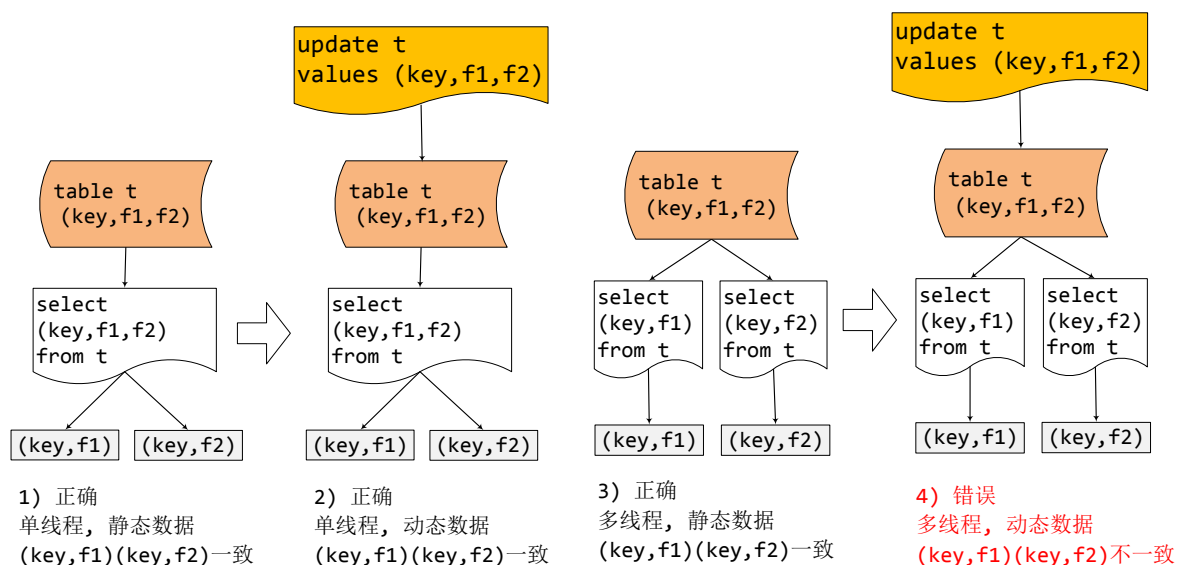 update t
values (key,f1,f2)
update t
values (key,f1,f2)
table t
(key,f1,f2)
table t
(key,f1,f2)
table t
(key,f1,f2)
table t
(key,f1,f2)
select
(key,f1,f2)
from t
select
(key,f1,f2)
from t
select
(key,f1)
from t
select
(key,f2)
from t
select
(key,f1)
from t
select
(key,f2)
from t
(key,f1)
(key,f2)
(key,f1)
(key,f2)
(key,f1)
(key,f2)
(key,f1)
(key,f2)
1) 正确
单线程, 静态数据
(key,f1)(key,f2)一致
2) 正确
单线程, 动态数据
(key,f1)(key,f2)一致
3) 正确
多线程, 静态数据
(key,f1)(key,f2)一致
4) 错误
多线程, 动态数据
(key,f1)(key,f2)不一致